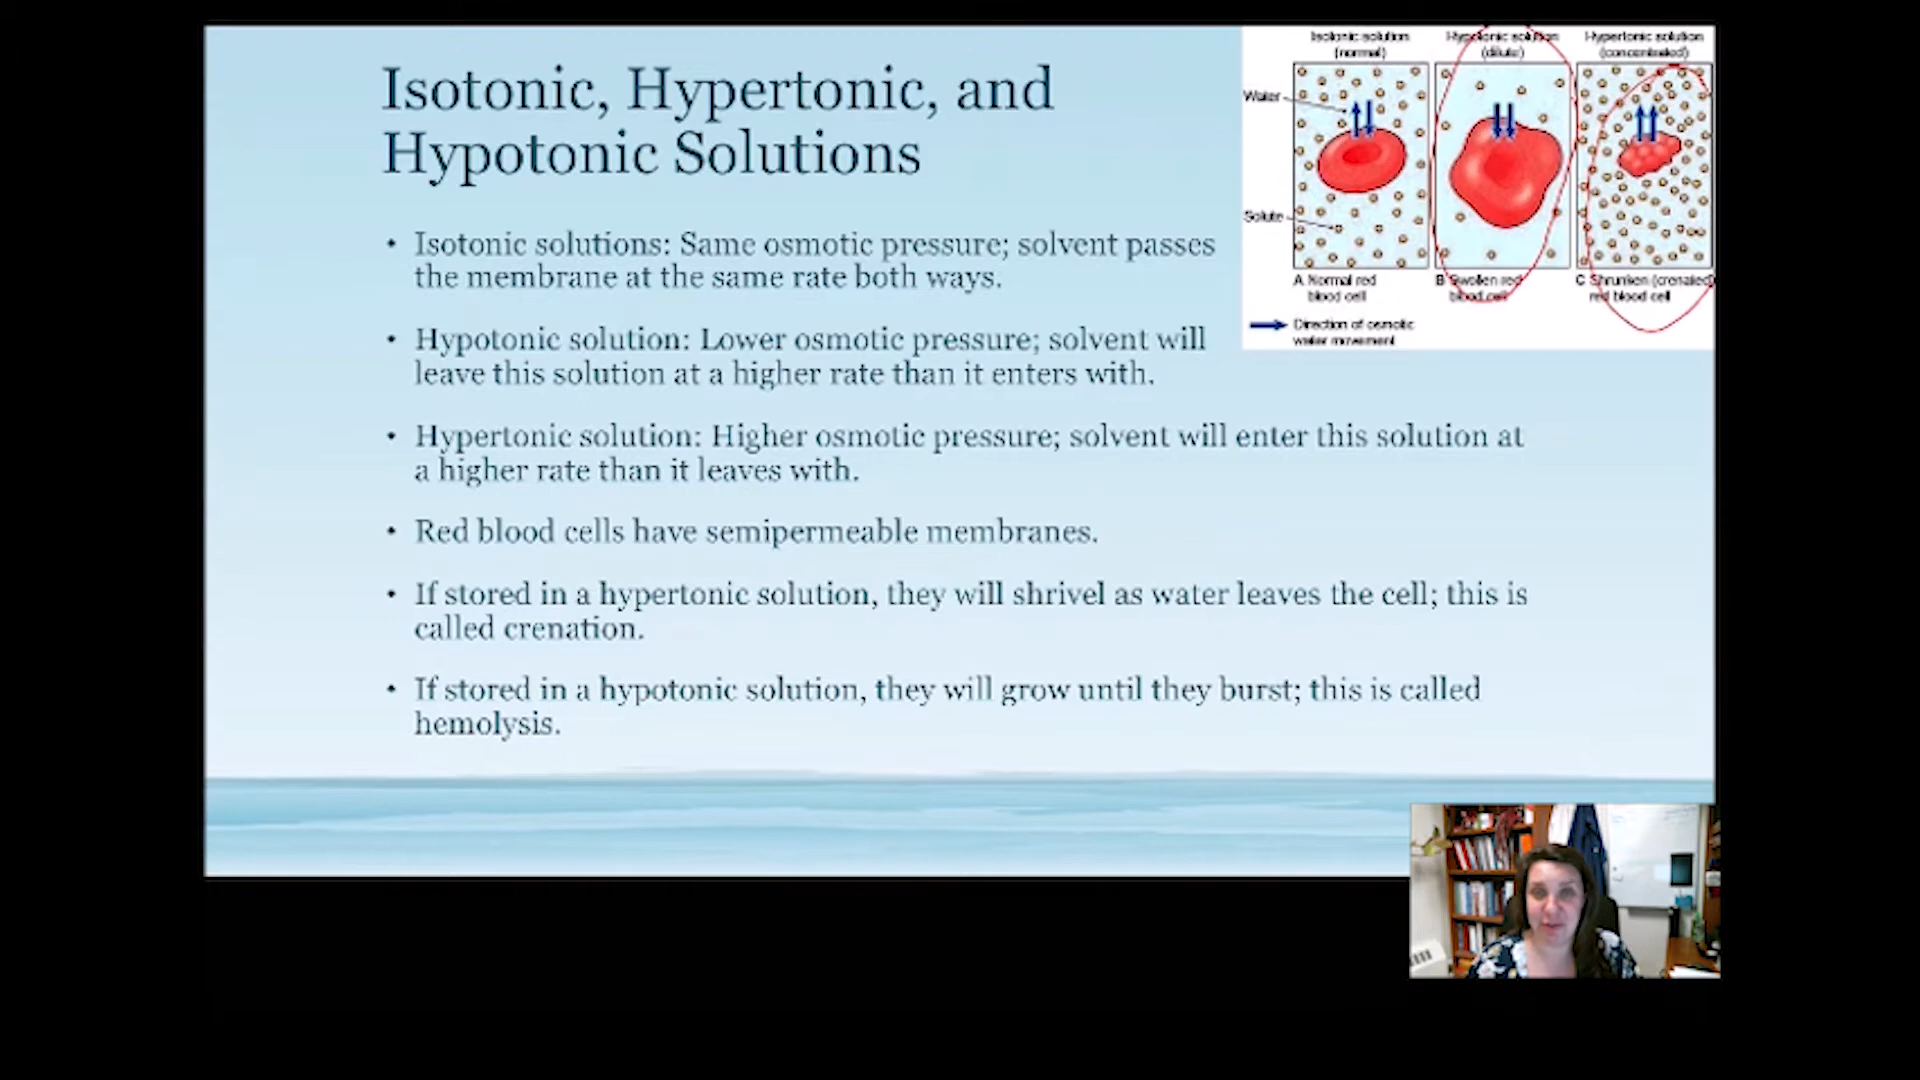 Isotonic, Hypertonic, and
Hypotonic Solutions
• Isotonic solutions: Same osmotic pressure; solvent passes
the membrane at the same rate both ways.
• Hypotonic solution: Lower osmotic pressure; solvent will
leave this solution at a higher rate than it enters with.
• Hypertonic solution: Higher osmotic pressure; solvent will enter this solution at
a higher rate than it leaves with.
• Red blood cells have semipermeable membranes.
• If stored in a hypertonic solution, they will shrivel as water leaves the cell; this is
called crenation.
• If stored in a hypotonic solution, they will grow until they burst; this is called
hemolysis.
Isotonic solution
(normal)
Hypotonic solution
(dilute)
Hypertonic solution
(concentrated)
Water
Solute
A Normal red
blood cell
B Swollen red
blood cell
C Shrunken (crenated)
red blood cell
Direction of osmotic
water movement